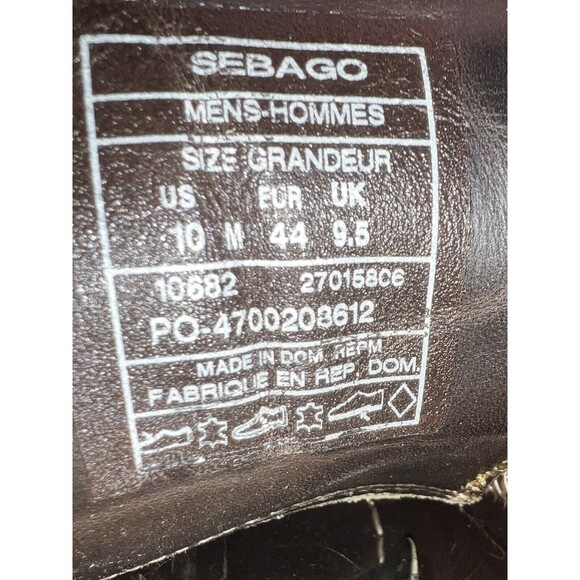 SEBAGO
MENS-HOMMES
SIZE GRANDEUR
US EUR UK
10 M 44 9.5
10682 27015806
PO-4700208612
MADE IN DOM. REPM
FABRIQUE EN REP. DOM.